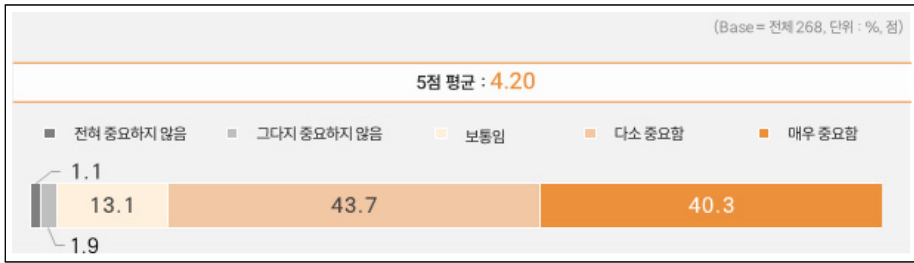 (Base = 전체 268, 단위 : %, 점)
5점 평균 : 4.20
전혀 중요하지 않음 그다지 중요하지 않음 보통임 다소 중요함 매우 중요함
1.1
13.1 43.7 40.3
1.9